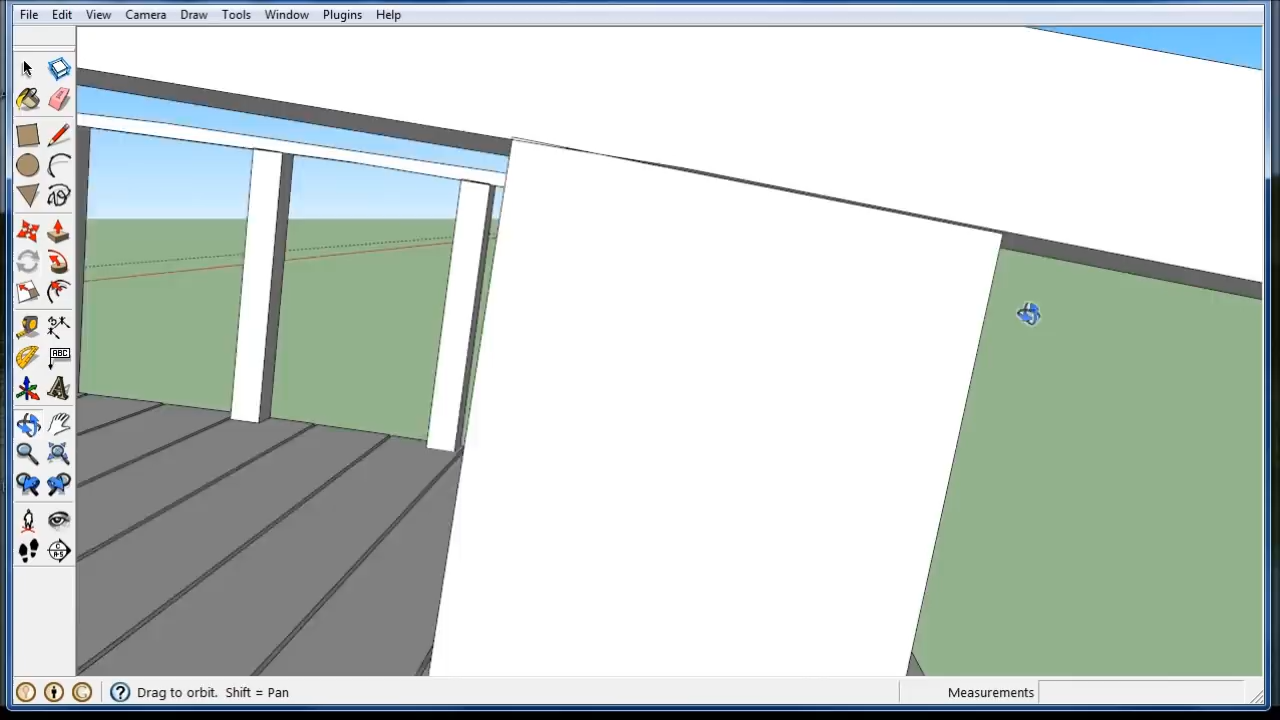 File Edit View Camera Draw Tools Window Plugins Help
ABC
Drag to orbit. Shift = Pan
Measurements